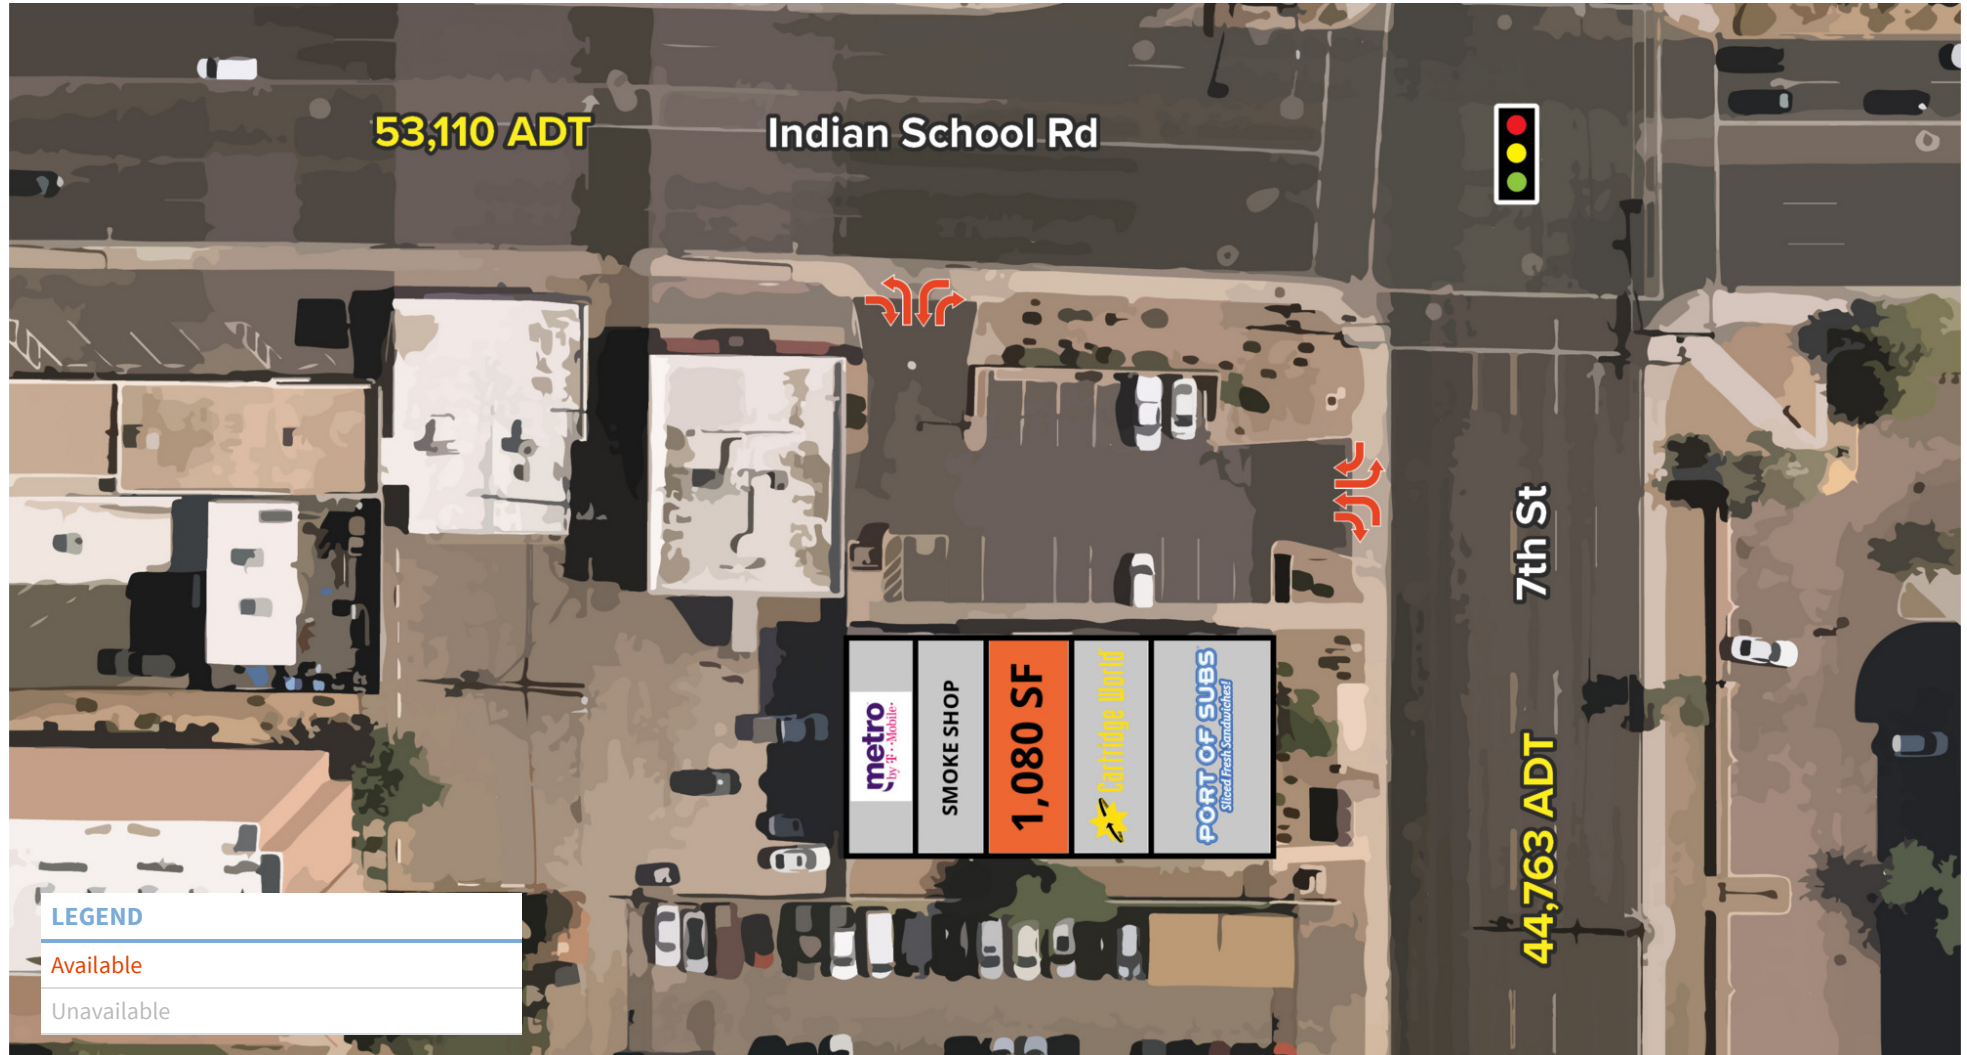 53,110 ADT
Indian School Rd
7th St
44,763 ADT
metro
by T-Mobile
SMOKE SHOP
1,080 SF
Cartridge World
PORT OF SUBS
Sliced Fresh Sandwiches!
LEGEND
Available
Unavailable